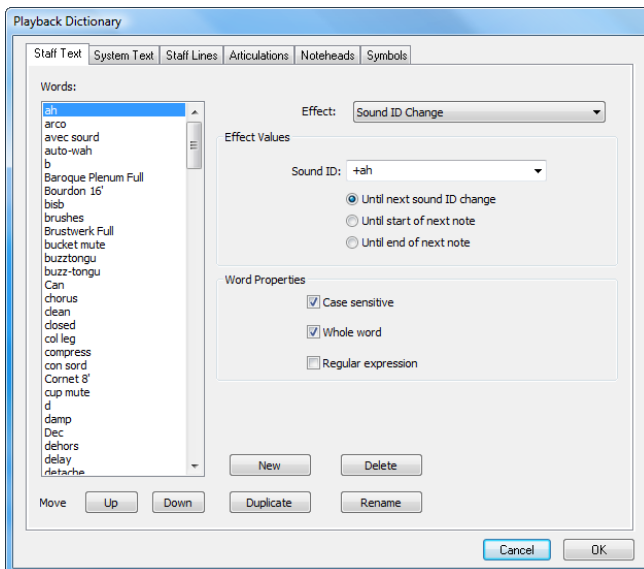 Playback Dictionary
Staff Text System Text Staff Lines Articulations Noteheads Symbols
Words:
ah
arco
avec sourd
auto-wah
b
Baroque Plenum Full
Bourdon 16'
bisb
brushes
Brustwerk Full
bucket mute
buzztongu
buzz-tongu
Can
chorus
clean
closed
col leg
compress
con sord
Cornet 8'
cup mute
d
damp
Dec
dehors
delay
detache
Effect: Sound ID Change
Effect Values
Sound ID: +ah
Until next sound ID change
Until start of next note
Until end of next note
Word Properties
Case sensitive
Whole word
Regular expression
New Delete
Move Up Down Duplicate Rename
Cancel OK